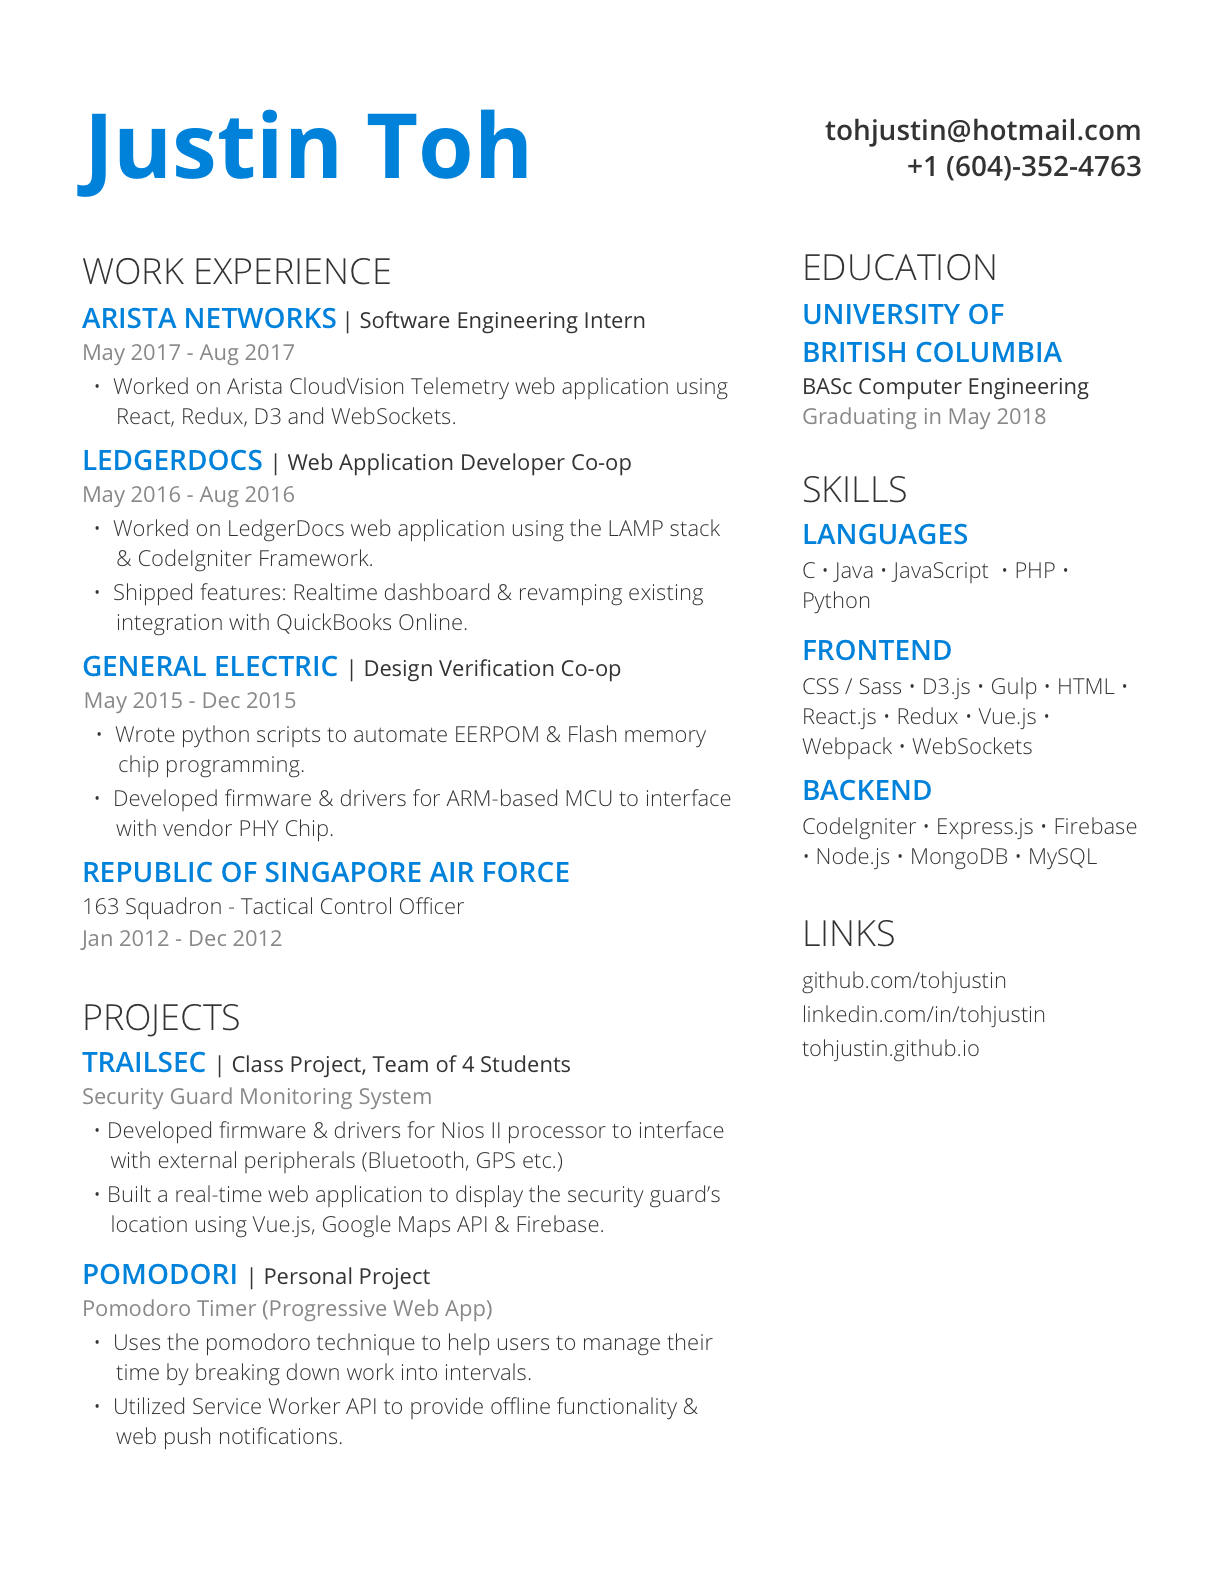 Justin Toh
tohjustin@hotmail.com
+1 (604)-352-4763
WORK EXPERIENCE
ARISTA NETWORKS | Software Engineering Intern
May 2017 - Aug 2017
• Worked on Arista CloudVision Telemetry web application using
React, Redux, D3 and WebSockets.
LEDGERDOCS | Web Application Developer Co-op
May 2016 - Aug 2016
• Worked on LedgerDocs web application using the LAMP stack
& CodeIgniter Framework.
• Shipped features: Realtime dashboard & revamping existing
integration with QuickBooks Online.
GENERAL ELECTRIC | Design Verification Co-op
May 2015 - Dec 2015
• Wrote python scripts to automate EERPOM & Flash memory
chip programming.
• Developed firmware & drivers for ARM-based MCU to interface
with vendor PHY Chip.
REPUBLIC OF SINGAPORE AIR FORCE
163 Squadron - Tactical Control Officer
Jan 2012 - Dec 2012
PROJECTS
TRAILSEC | Class Project, Team of 4 Students
Security Guard Monitoring System
• Developed firmware & drivers for Nios II processor to interface
with external peripherals (Bluetooth, GPS etc.)
• Built a real-time web application to display the security guard’s
location using Vue.js, Google Maps API & Firebase.
POMODORI | Personal Project
Pomodoro Timer (Progressive Web App)
• Uses the pomodoro technique to help users to manage their
time by breaking down work into intervals.
• Utilized Service Worker API to provide offline functionality &
web push notifications.
EDUCATION
UNIVERSITY OF
BRITISH COLUMBIA
BASc Computer Engineering
Graduating in May 2018
SKILLS
LANGUAGES
C • Java • JavaScript • PHP •
Python
FRONTEND
CSS / Sass • D3.js • Gulp • HTML •
React.js • Redux • Vue.js •
Webpack • WebSockets
BACKEND
CodeIgniter • Express.js • Firebase
• Node.js • MongoDB • MySQL
LINKS
github.com/tohjustin
linkedin.com/in/tohjustin
tohjustin.github.io